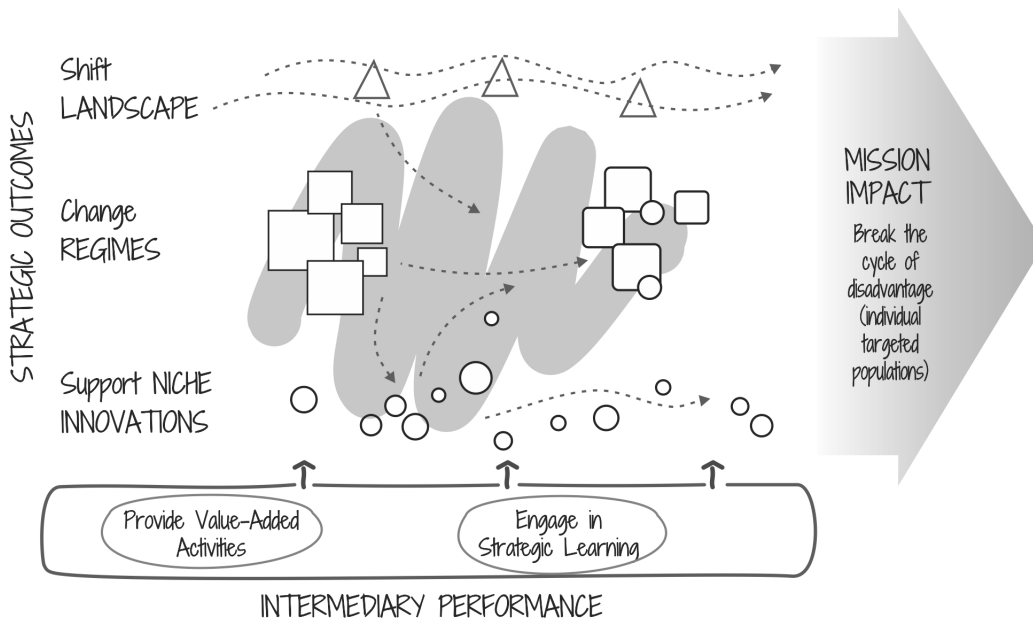 STRATEGIC OUTCOMES
Shift
LANDSCAPE
Change
REGIMES
Support NICHE
INNOVATIONS
MISSION
IMPACT
Break the
cycle of
disadvantage
(individual
targeted
populations)
Provide Value-Added
Activities
Engage in
Strategic Learning
INTERMEDIARY PERFORMANCE